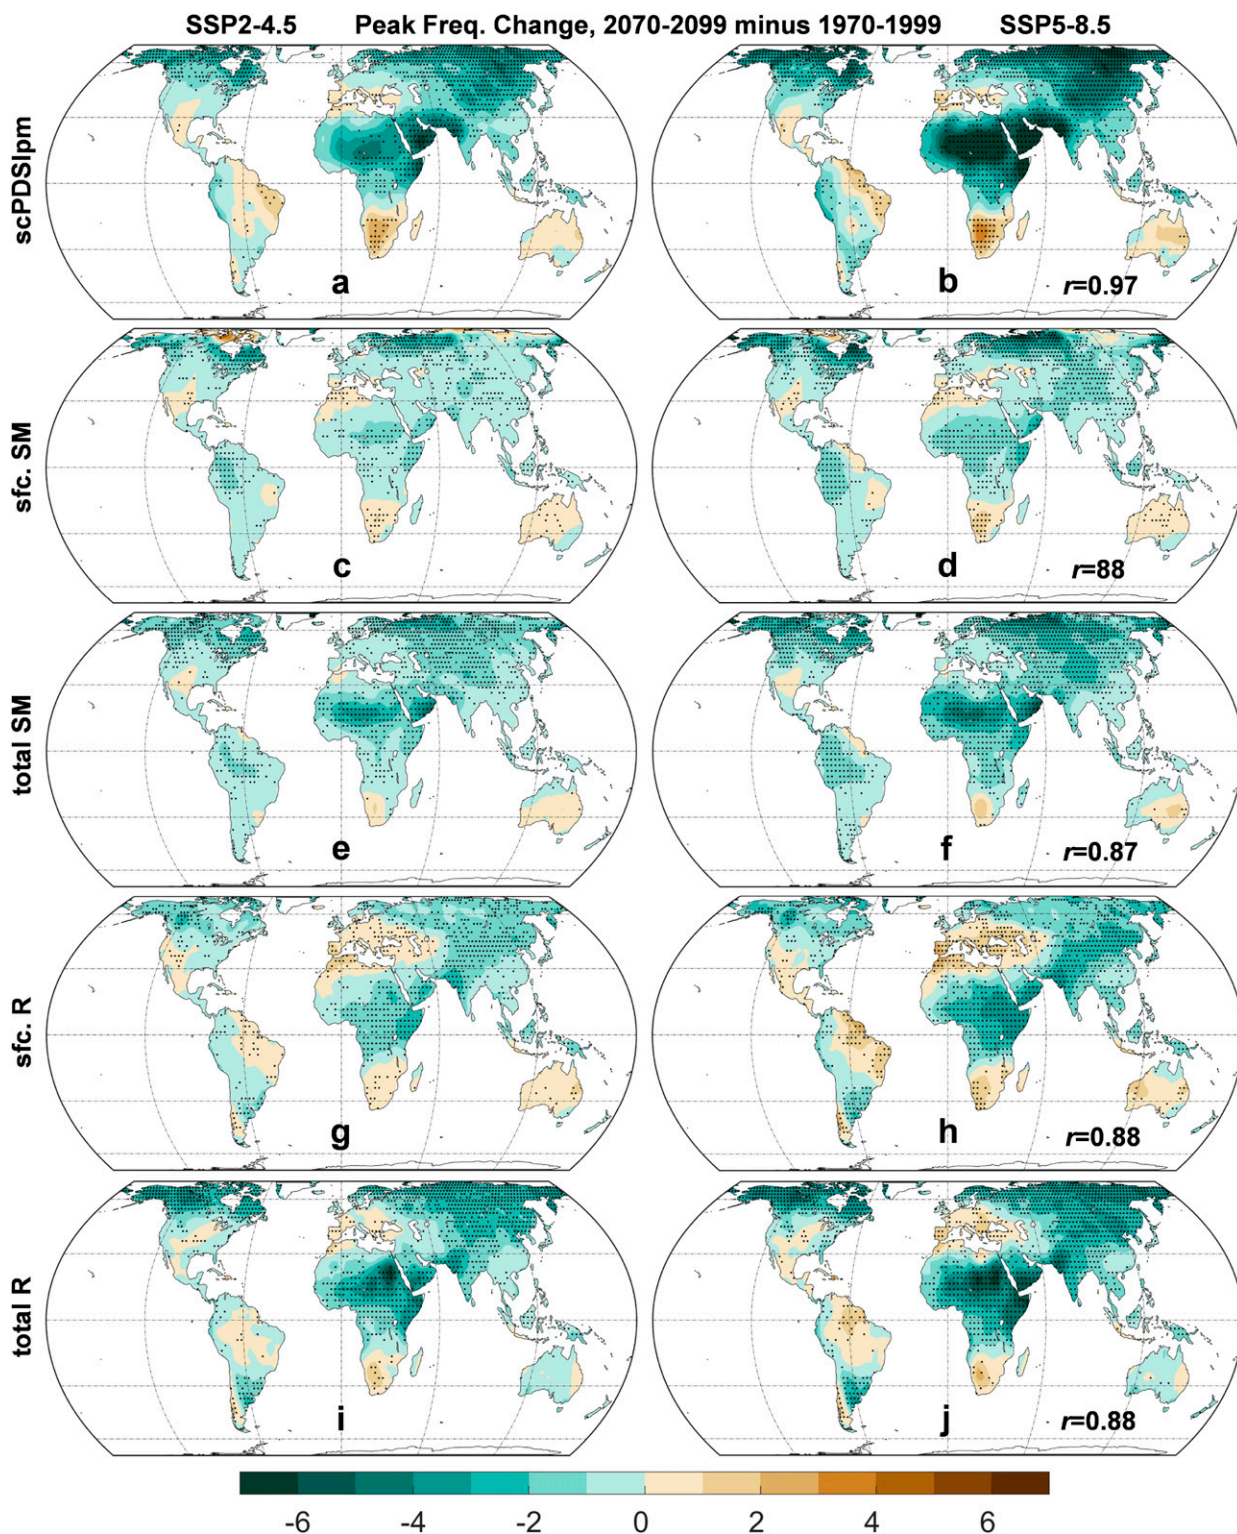 SSP2-4.5 Peak Freq. Change, 2070-2099 minus 1970-1999 SSP5-8.5
scPDSIpm
a
b
r=0.97
sfc. SM
c
d
r=88
total SM
e
f
r=0.87
sfc. R
g
h
r=0.88
total R
i
j
r=0.88
-6 -4 -2 0 2 4 6